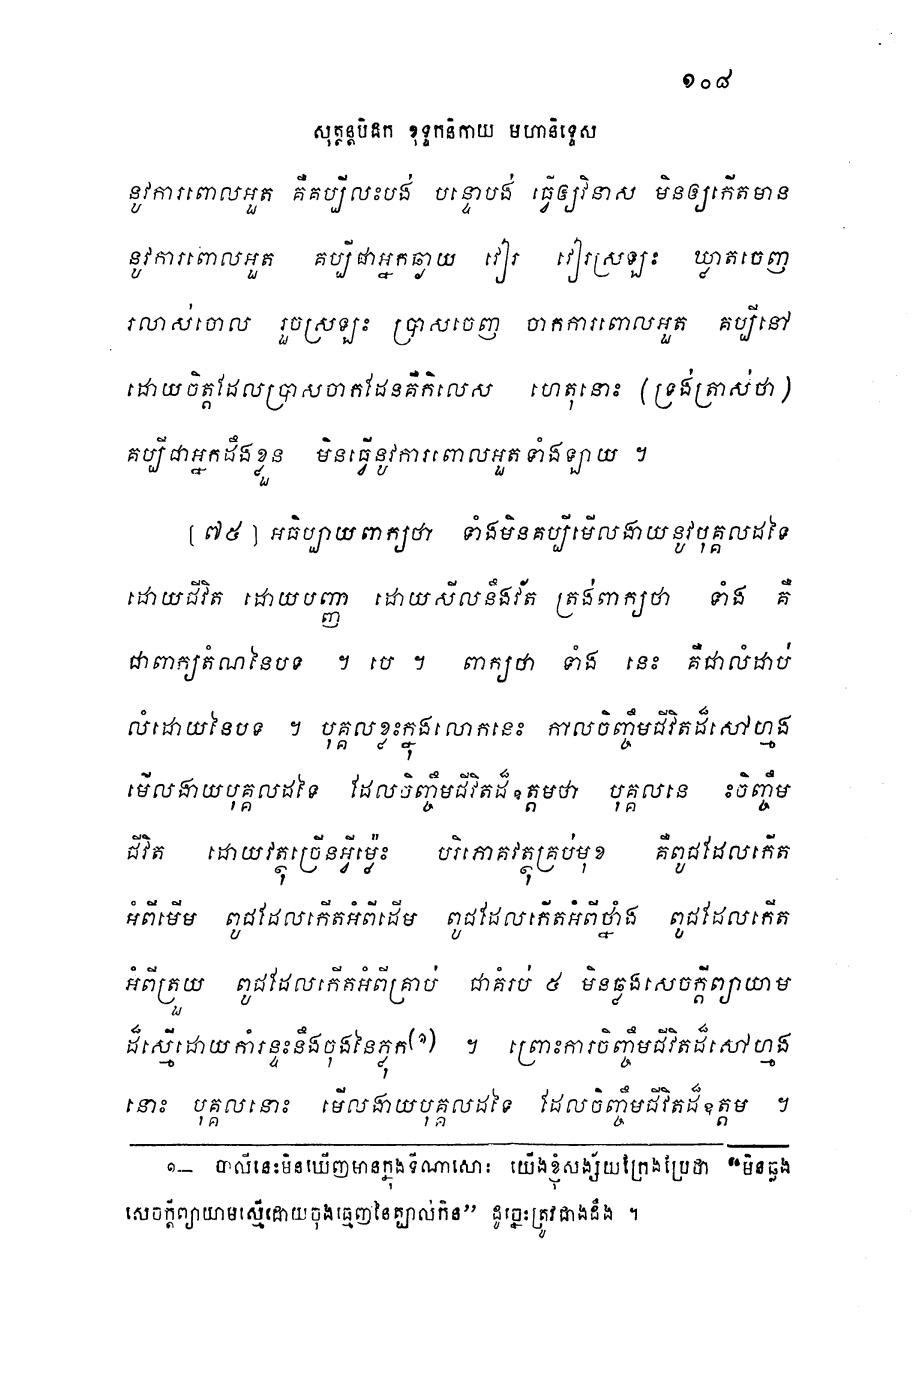 ១០៨
សុត្តន្តបិដក ខុទ្ទកនិកាយ មហានិទ្ទេស
នូវការពោលអួត គឺគប្បីលះបង់ បន្ទោបង់ ធ្វើឲ្យវិនាស មិនឲ្យកើតមាន
នូវការពោលអួត គប្បីជាអ្នកឆ្ងាយ វៀរ វៀរស្រឡះ ឃ្លាតចេញ
រលាស់ចោល រួចស្រឡះ ប្រាសចេញ ចាកការពោលអួត គប្បីនៅ
ដោយចិត្តដែលប្រាសចាកដែនគឺកិលេស ហេតុនោះ (ទ្រង់ត្រាស់ថា)
គប្បីជាអ្នកដឹងខ្លួន មិនធ្វើនូវការពោលអួតទាំងឡាយ ។
[៧៥] អធិប្បាយពាក្យថា ទាំងមិនគប្បីមើលងាយនូវបុគ្គលដទៃ
ដោយជីវិត ដោយបញ្ញា ដោយសីលនឹងវ័ត ត្រង់ពាក្យថា ទាំង គឺ
ជាពាក្យតំណនៃបទ ។ បេ ។ ពាក្យថា ទាំង នេះ គឺជាលំដាប់
លំដោយនៃបទ ។ បុគ្គលខ្លះក្នុងលោកនេះ កាលចិញ្ចឹមជីវិតដ៏សៅហ្មង
មើលងាយបុគ្គលដទៃ ដែលចិញ្ចឹមជីវិតដ៏ឧត្តមថា បុគ្គលនេ ះចិញ្ចឹម
ជីវិត ដោយវត្ថុច្រើនអ្វីម្ល៉េះ បរិភោគវត្ថុគ្រប់មុខ គឺពូជដែលកើត
អំពីមើម ពូជដែលកើតអំពីដើម ពូជដែលកើតអំពីថ្នាំង ពូជដែលកើត
អំពីត្រួយ ពូជដែលកើតអំពីគ្រាប់ ជាគំរប់ ៥ មិនធ្លងសេចក្តីព្យាយាម
ដ៏ស្មើដោយកាំរន្ទះនឹងចុងនៃភ្លុក(១) ។ ព្រោះការចិញ្ចឹមជីវិតដ៏សៅហ្មង
នោះ បុគ្គលនោះ មើលងាយបុគ្គលដទៃ ដែលចិញ្ចឹមជីវិតដ៏ឧត្តម ។
១— បាលីនេះមិនឃើញមានក្នុងទីណាសោះ យើងខ្ញុំសង្ស័យក្រែងប្រែថា “មិនធ្លង
សេចក្តីព្យាយាមស្មើដោយចុងធ្មេញនៃត្បាល់កិន” ដូច្នេះត្រូវជាងដឹង ។